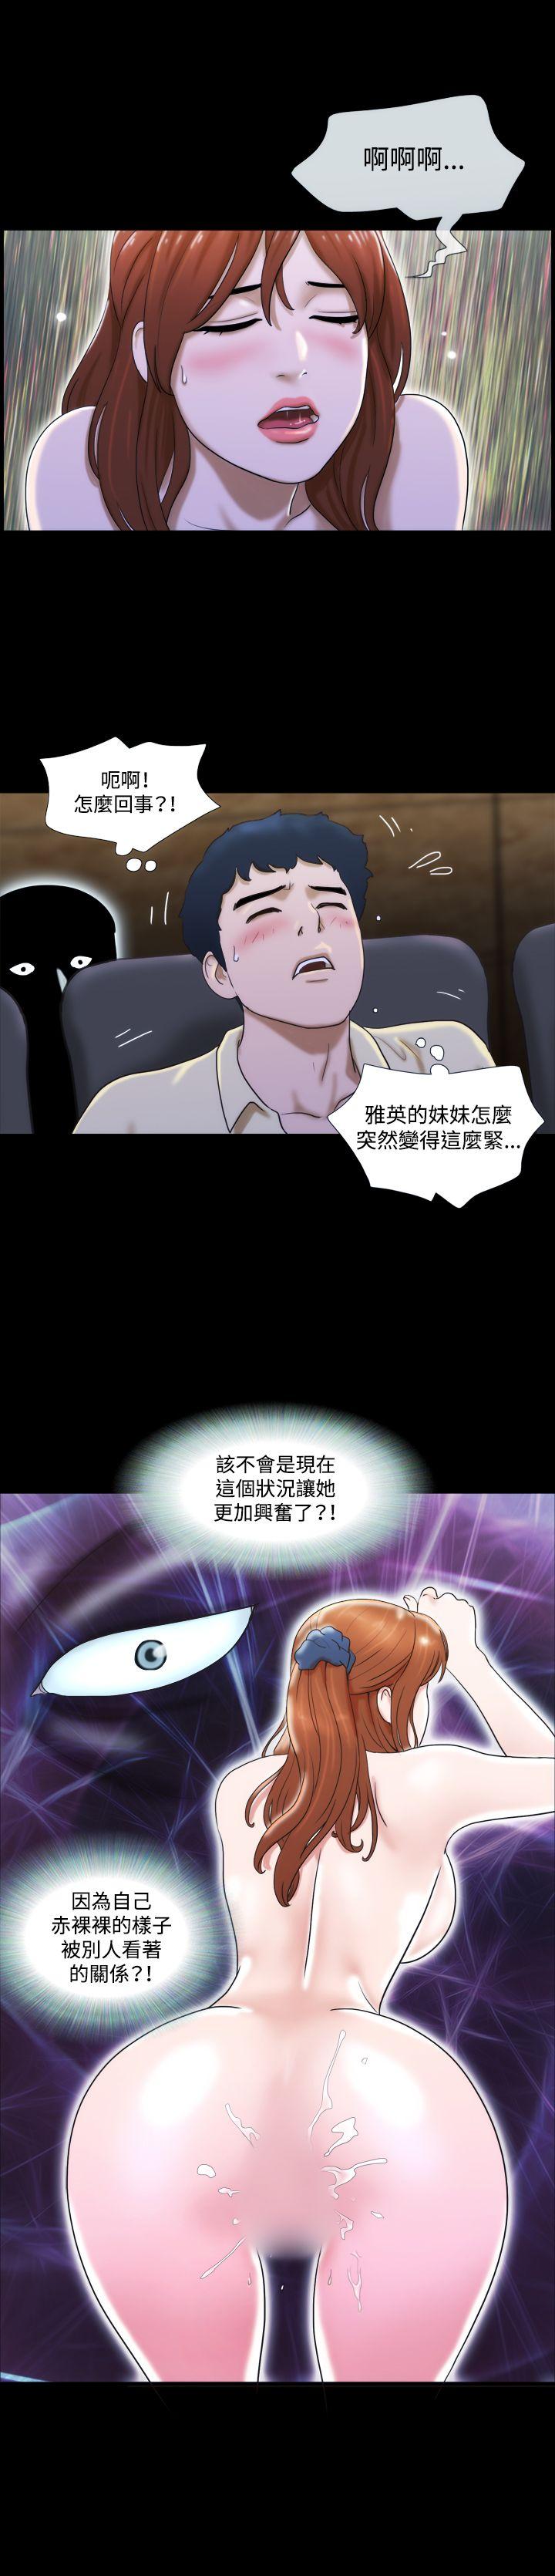 啊啊啊…
呃啊！
怎麼回事？！
雅英的妹妹怎麼
突然變得這麼緊…
該不會是現在
這個狀況讓她
更加興奮了？！
因為自己
赤裸裸的樣子
被別人看著
的關係？！